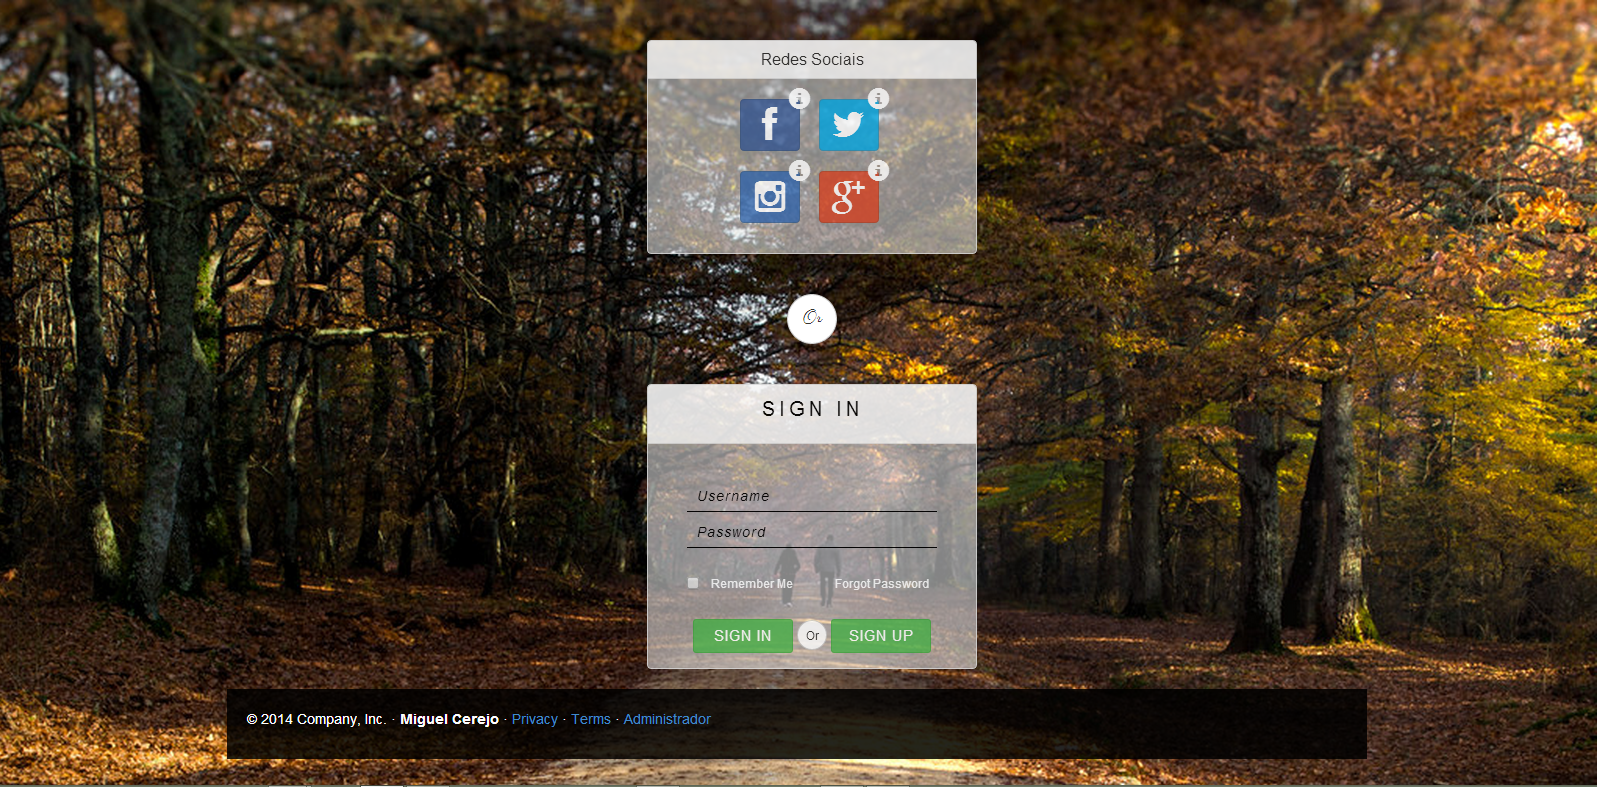 Redes Sociais
f
i
i
i
g+
i
Or
SIGN IN
Username
Password
Remember Me Forgot Password
SIGN IN Or SIGN UP
© 2014 Company, Inc. · Miguel Cerejo · Privacy · Terms · Administrador